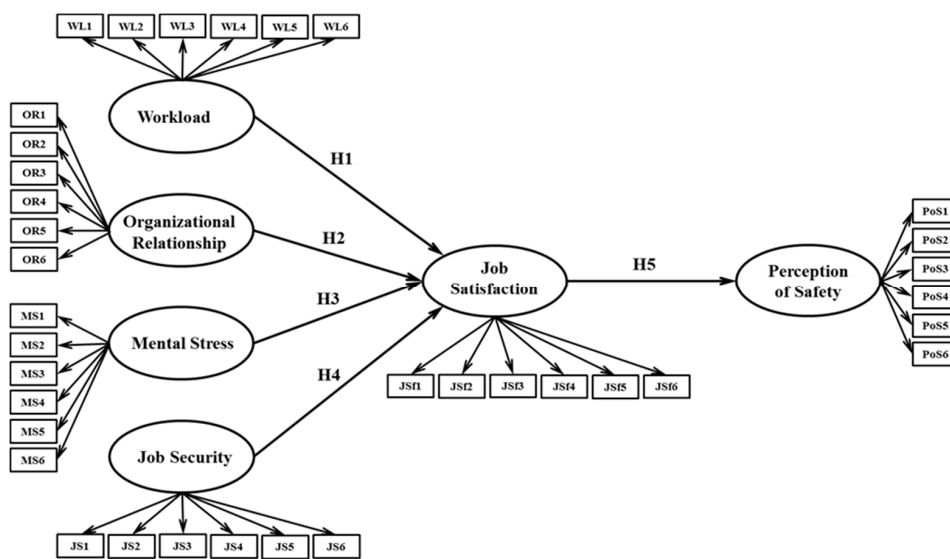 WL1
WL2
WL3
WL4
WL5
WL6
Workload
OR1
OR2
OR3
OR4
OR5
OR6
Organizational
Relationship
MS1
MS2
MS3
MS4
MS5
MS6
Mental Stress
Job Security
JS1
JS2
JS3
JS4
JS5
JS6
H1
H2
H3
H4
Job
Satisfaction
JSf1
JSf2
JSf3
JSf4
JSf5
JSf6
H5
Perception
of Safety
PoS1
PoS2
PoS3
PoS4
PoS5
PoS6